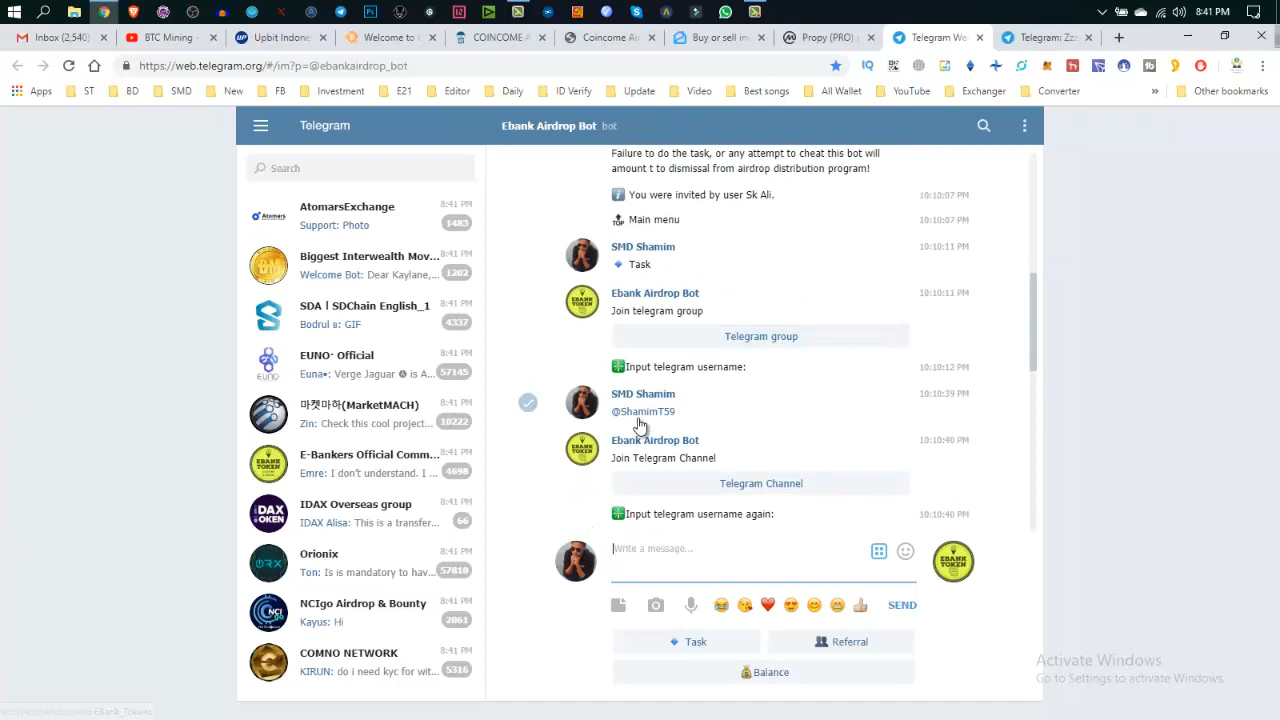 8:41 PM
Inbox (2,540)
BTC Mining -
Upbit Indone
Welcome to C
COINCOME A
Coincome Air
Buy or sell im
Propy (PRO)
Telegram We
Telegram: Zz
https://web.telegram.org/#/im?p=@ebankairdrop_bot
Apps
ST
BD
SMD
New
FB
Investment
E21
Editor
Daily
ID Verify
Update
Video
Best songs
All Wallet
YouTube
Exchanger
Converter
»
Other bookmarks
Telegram
Ebank Airdrop Bot bot
Search
AtomarsExchange 8:41 PM
Support: Photo 1483
Biggest Interwealth Mov... 8:41 PM
Welcome Bot: Dear Kaylane,... 1202
SDA | SDChain English_1 8:41 PM
Bodrul в: GIF 4337
EUNO· Official 8:41 PM
Euna•: Verge Jaguar is A... 57145
마켓마하(MarketMACH) 8:41 PM
Zin: Check this cool project... 10222
E-Bankers Official Comm... 8:41 PM
Emre: I don't understand. I ... 4698
IDAX Overseas group 8:41 PM
IDAX Alisa: This is a transfer... 66
Orionix 8:41 PM
Ton: Is is mandatory to hav... 57810
NCIgo Airdrop & Bounty 8:41 PM
Kayus: Hi 2061
COMNO NETWORK 8:41 PM
KIRUN: do i need kyc for wit... 5316
Failure to do the task, or any attempt to cheat this bot will
amount t to dismissal from airdrop distribution program!
You were invited by user Sk Ali. 10:10:07 PM
TOP Main menu 10:10:07 PM
SMD Shamim 10:10:11 PM
Task
Ebank Airdrop Bot 10:10:11 PM
Join telegram group
Telegram group
Input telegram username: 10:10:12 PM
SMD Shamim 10:10:39 PM
@ShamimT59
Ebank Airdrop Bot 10:10:40 PM
Join Telegram Channel
Telegram Channel
Input telegram username again: 10:10:40 PM
Write a message...
EBANK TOKEN
SEND
Task
Referral
Balance
Activate Windows
Go to Settings to activate Windows.